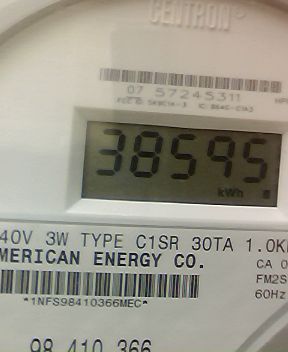 CENTRON®
07 57245311
38595
kWh
40V 3W TYPE C1SR 30TA 1.0K
MERICAN ENERGY CO.
CA 0
FM2S
*1NFS98410366MEC*
60Hz
98 410 366